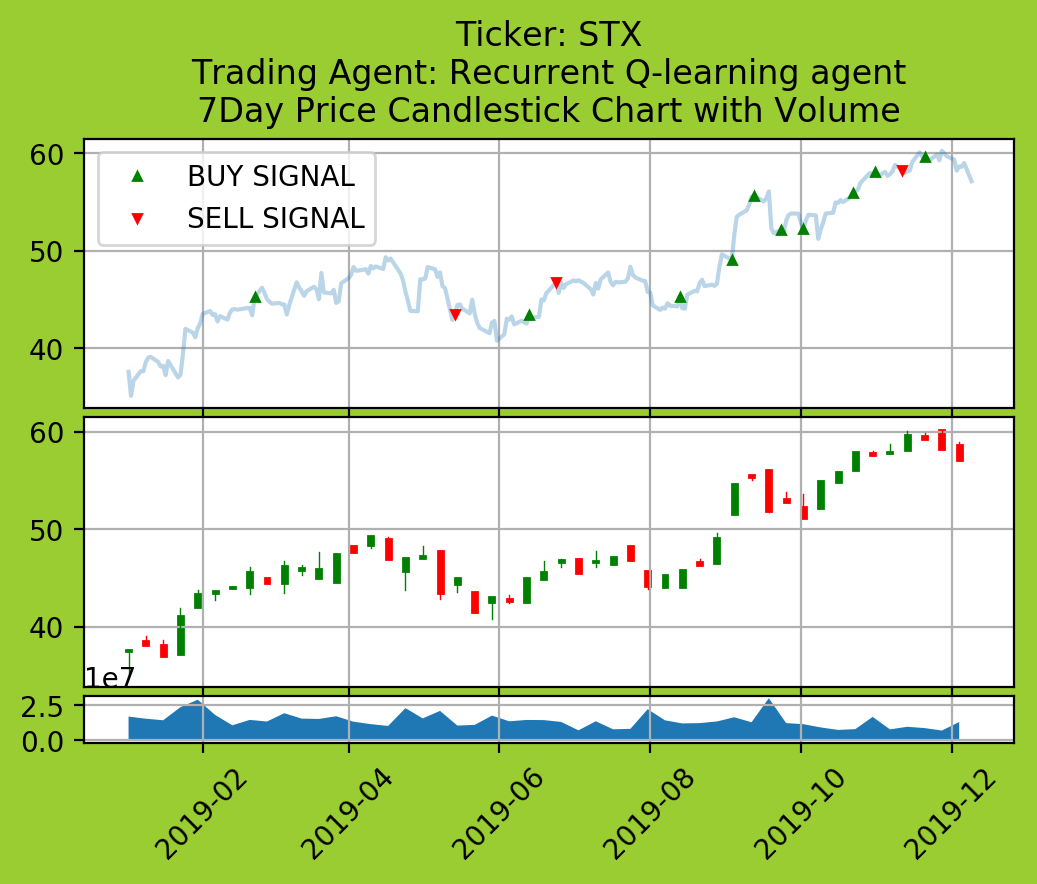 Ticker: STX
Trading Agent: Recurrent Q-learning agent
7Day Price Candlestick Chart with Volume
60
BUY SIGNAL
SELL SIGNAL
50
40
60
50
40
1e7
2.5
0.0
2019-02
2019-04
2019-06
2019-08
2019-10
2019-12